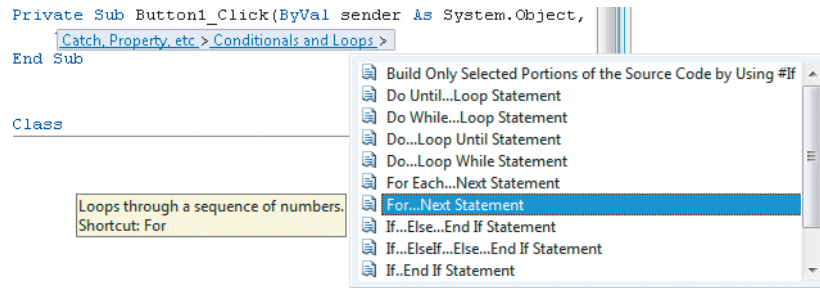 Private Sub Button1_Click(ByVal sender As System.Object,
Catch, Property, etc > Conditionals and Loops >
End Sub
Build Only Selected Portions of the Source Code by Using #If
Do Until...Loop Statement
Do While...Loop Statement
Class
Do...Loop Until Statement
Do...Loop While Statement
For Each...Next Statement
Loops through a sequence of numbers.
For...Next Statement
Shortcut: For
If...Else...End If Statement
If...ElseIf...Else...End If Statement
If..End If Statement